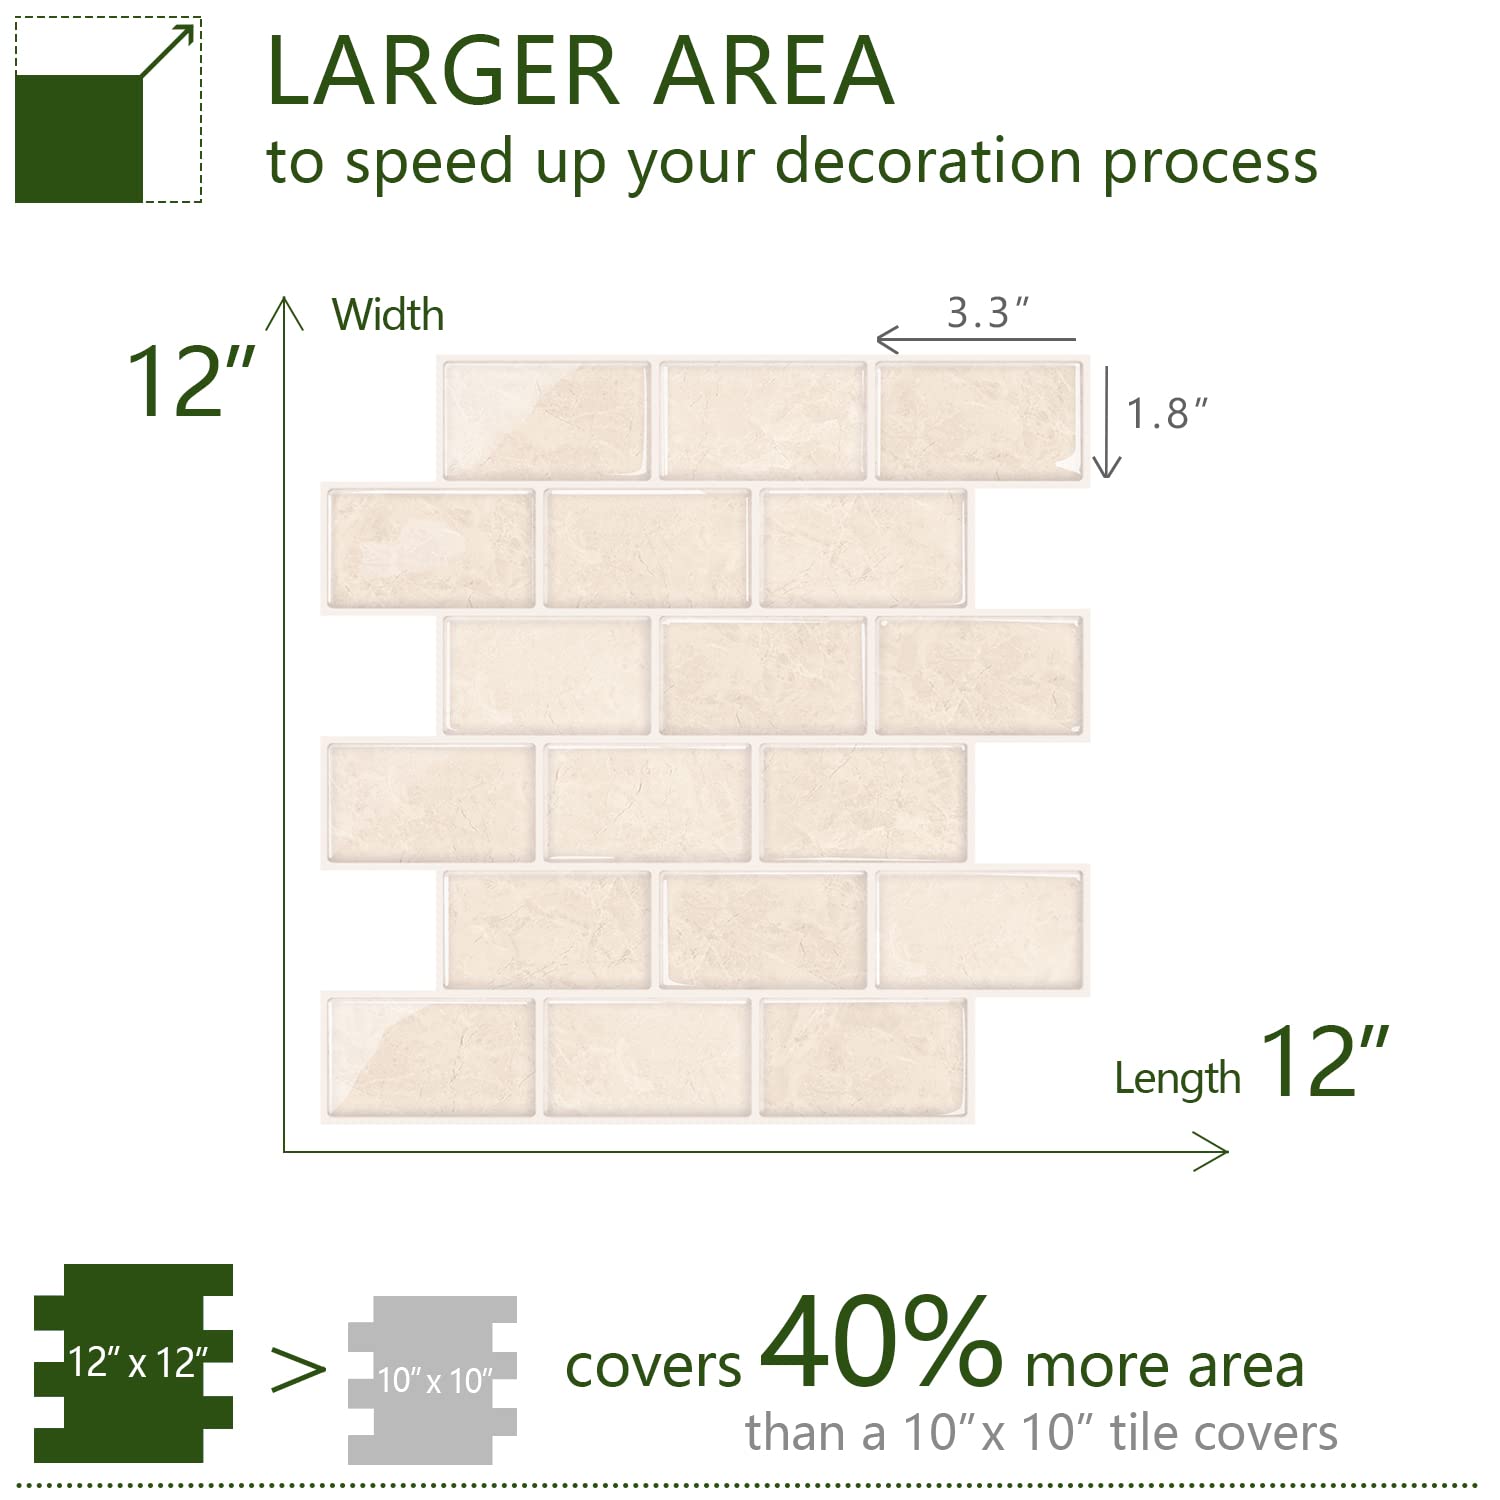 LARGER AREA
to speed up your decoration process
Width
12"
3.3"
1.8"
Length 12"
12" x 12"
>
10" x 10"
covers 40% more area
than a 10" x 10" tile covers